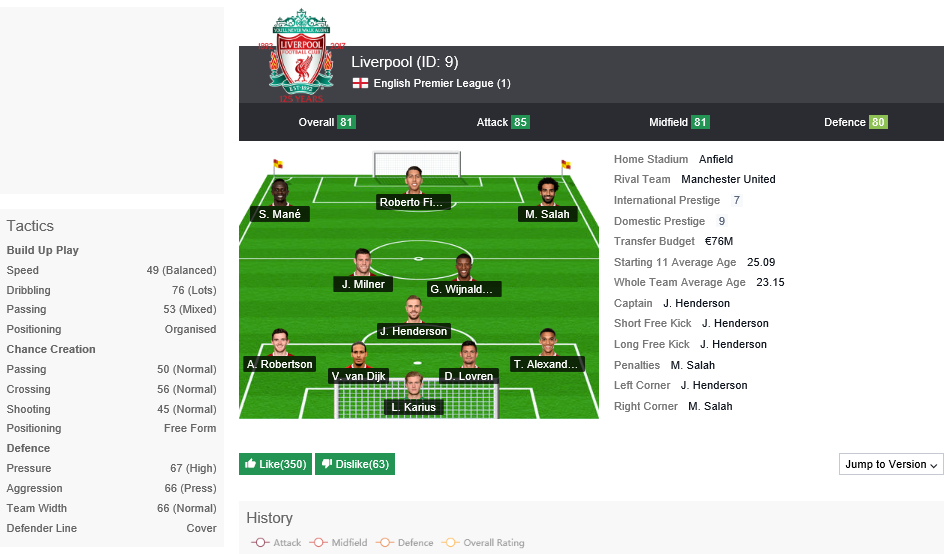 YOU'LL NEVER WALK ALONE
1892 2017
LIVERPOOL
FOOTBALL CLUB
EST·1892
125 YEARS
Liverpool (ID: 9)
English Premier League (1)
Overall 81
Attack 85
Midfield 81
Defence 80
S. Mané
Roberto Fi...
M. Salah
J. Milner
G. Wijnald...
J. Henderson
A. Robertson
V. van Dijk
D. Lovren
T. Alexand...
L. Karius
Home Stadium Anfield
Rival Team Manchester United
International Prestige 7
Domestic Prestige 9
Transfer Budget €76M
Starting 11 Average Age 25.09
Whole Team Average Age 23.15
Captain J. Henderson
Short Free Kick J. Henderson
Long Free Kick J. Henderson
Penalties M. Salah
Left Corner J. Henderson
Right Corner M. Salah
Tactics
Build Up Play
Speed 49 (Balanced)
Dribbling 76 (Lots)
Passing 53 (Mixed)
Positioning Organised
Chance Creation
Passing 50 (Normal)
Crossing 56 (Normal)
Shooting 45 (Normal)
Positioning Free Form
Defence
Pressure 67 (High)
Aggression 66 (Press)
Team Width 66 (Normal)
Defender Line Cover
Like(350)
Dislike(63)
Jump to Version
History
Attack Midfield Defence Overall Rating